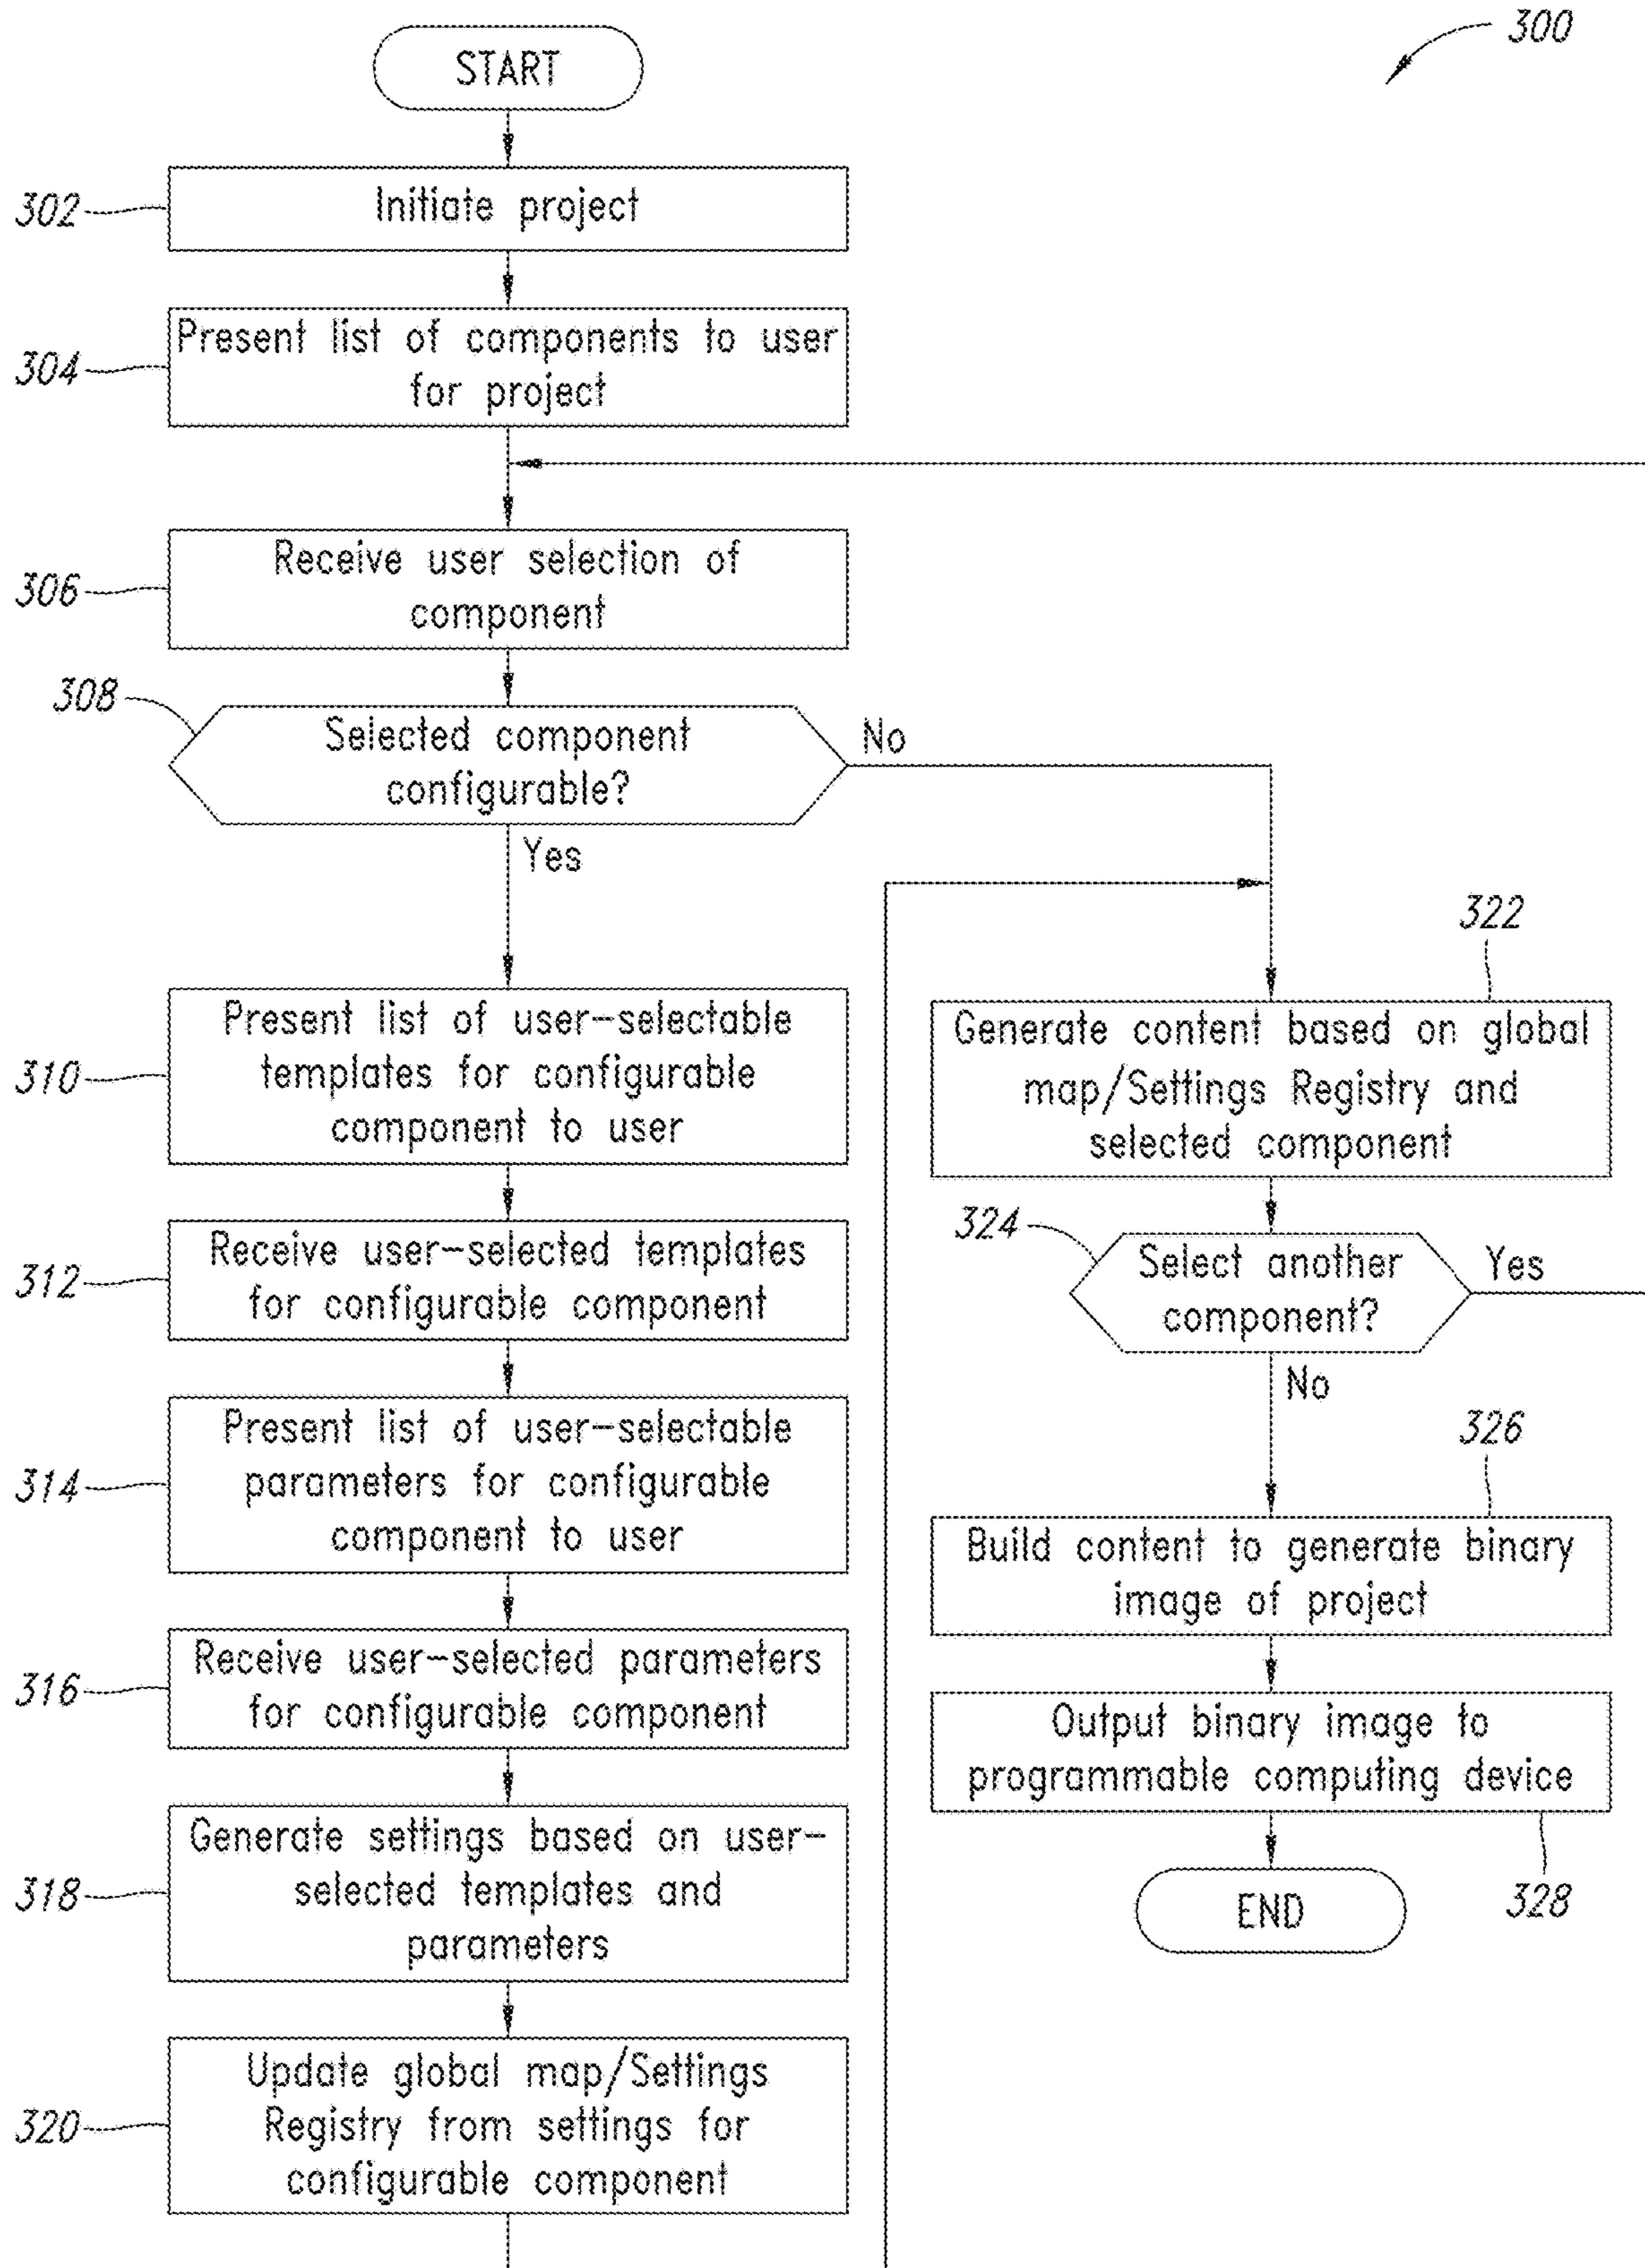 300
START
302
Initiate project
304
Present list of components to user
for project
306
Receive user selection of
component
308
Selected component
configurable?
No
Yes
310
Present list of user-selectable
templates for configurable
component to user
312
Receive user-selected templates
for configurable component
314
Present list of user-selectable
parameters for configurable
component to user
316
Receive user-selected parameters
for configurable component
318
Generate settings based on user-
selected templates and
parameters
320
Update global map/Settings
Registry from settings for
configurable component
322
Generate content based on global
map/Settings Registry and
selected component
324
Select another
component?
Yes
No
326
Build content to generate binary
image of project
Output binary image to
programmable computing device
328
END